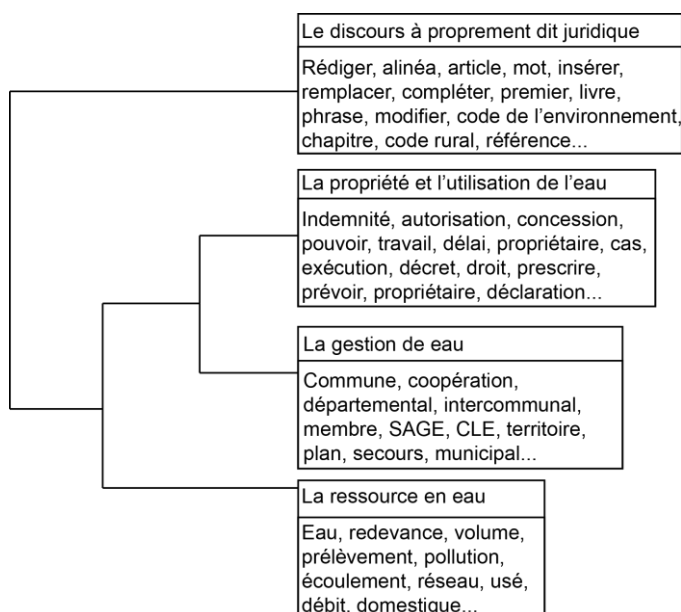 Le discours à proprement dit juridique
Rédiger, alinéa, article, mot, insérer,
remplacer, compléter, premier, livre,
phrase, modifier, code de l'environnement,
chapitre, code rural, référence...
La propriété et l'utilisation de l'eau
Indemnité, autorisation, concession,
pouvoir, travail, délai, propriétaire, cas,
exécution, décret, droit, prescrire,
prévoir, propriétaire, déclaration...
La gestion de eau
Commune, coopération,
départemental, intercommunal,
membre, SAGE, CLE, territoire,
plan, secours, municipal...
La ressource en eau
Eau, redevance, volume,
prélèvement, pollution,
écoulement, réseau, usé,
débit, domestique...